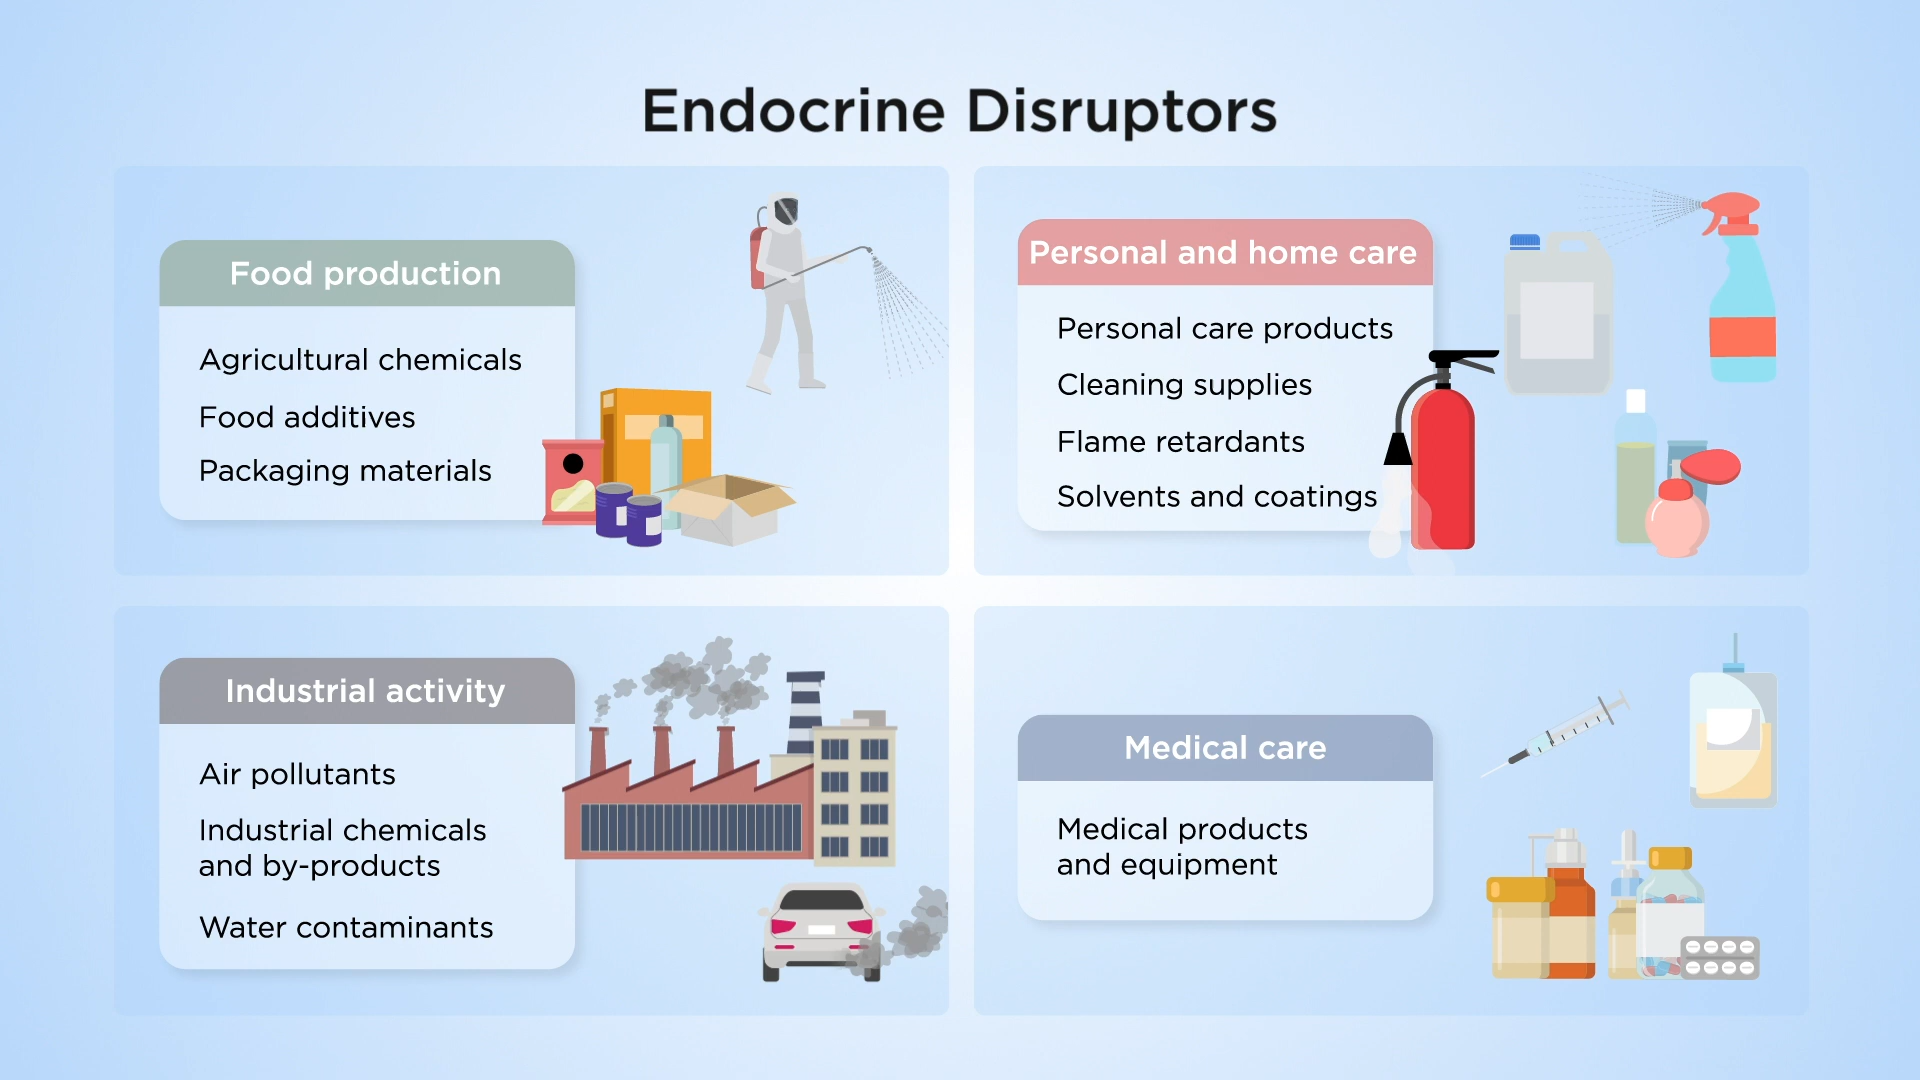 Endocrine Disruptors
Food production
Agricultural chemicals
Food additives
Packaging materials
Personal and home care
Personal care products
Cleaning supplies
Flame retardants
Solvents and coatings
Industrial activity
Air pollutants
Industrial chemicals
and by-products
Water contaminants
Medical care
Medical products
and equipment